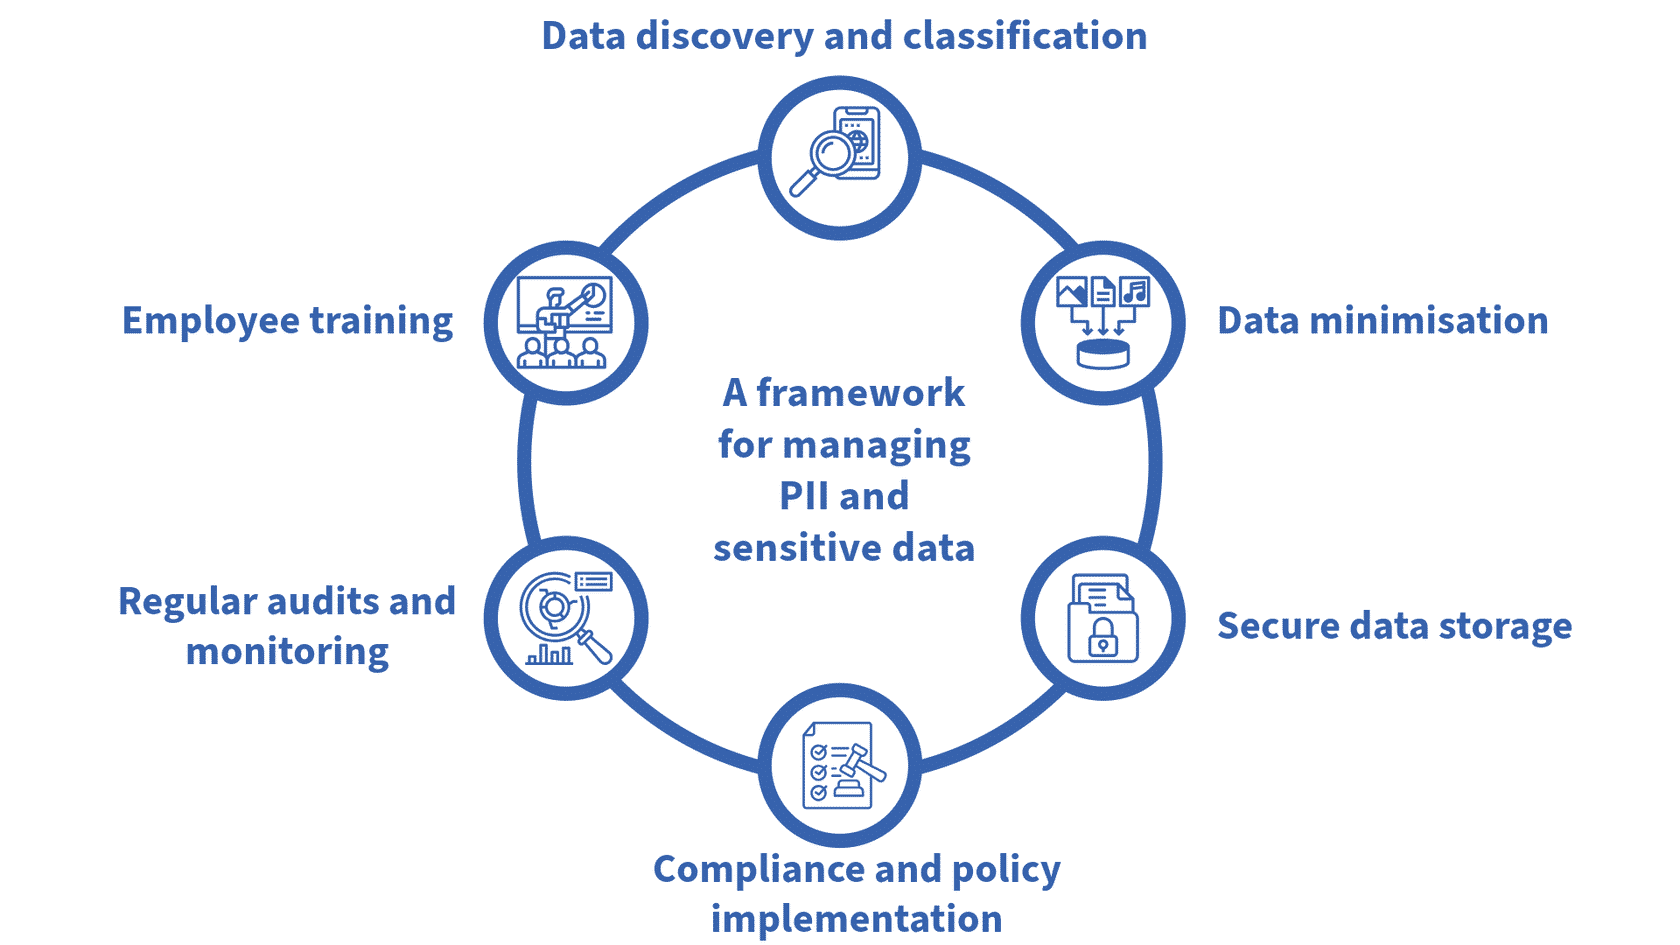 Data discovery and classification
Employee training
Data minimisation
A framework
for managing
PII and
sensitive data
Regular audits and
monitoring
Secure data storage
Compliance and policy
implementation